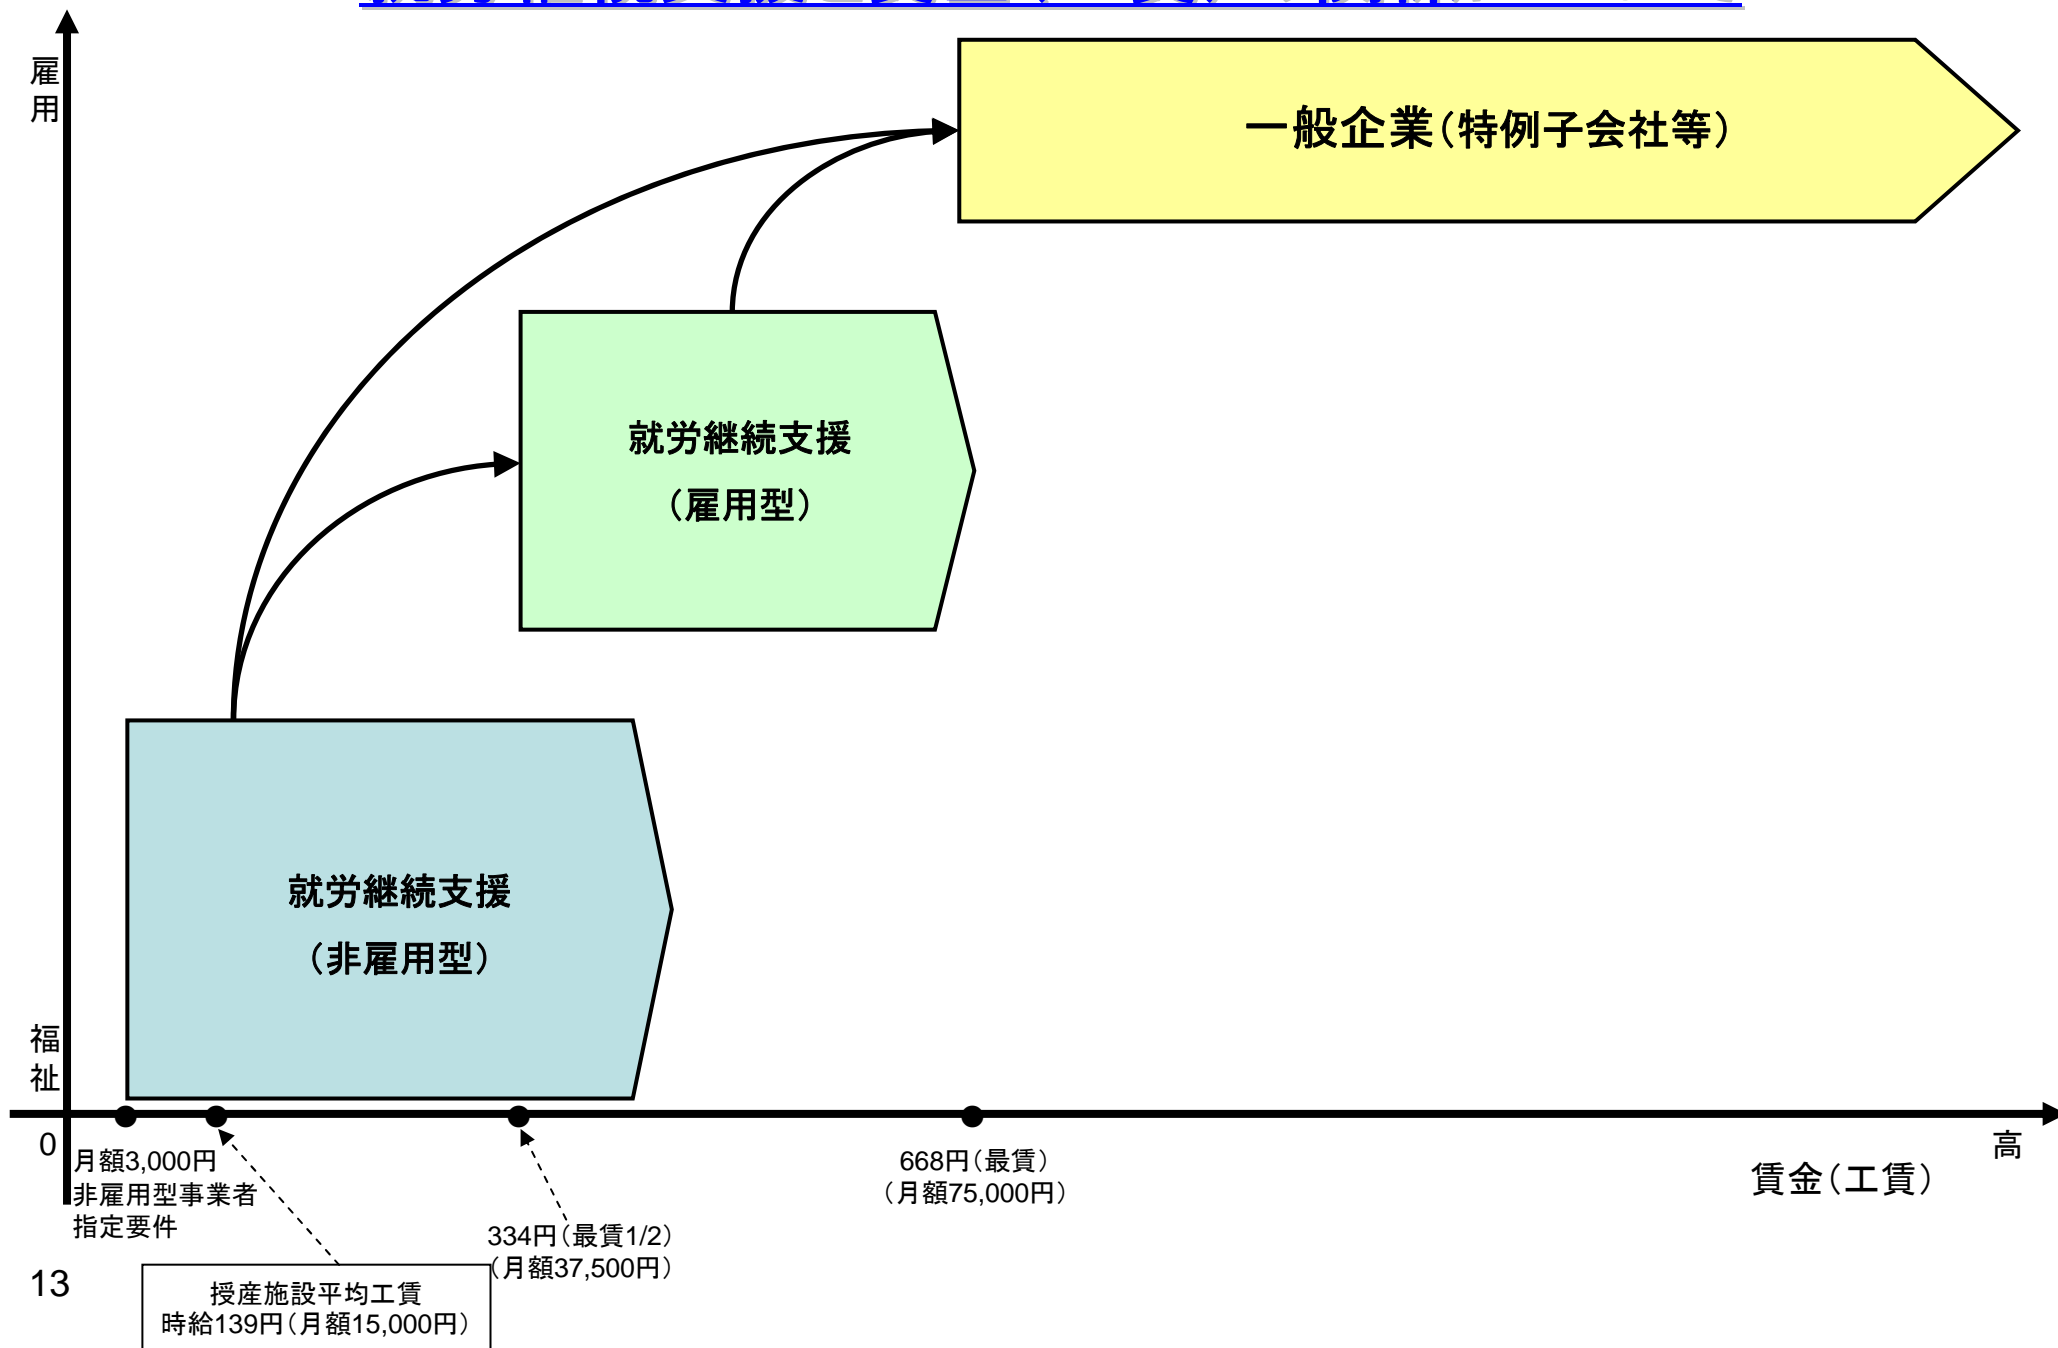 雇用
一般企業（特例子会社等）
就労継続支援
（雇用型）
就労継続支援
（非雇用型）
福祉
0
高
月額3,000円
非雇用型事業者
指定要件
668円（最賃）
（月額75,000円）
賃金（工賃）
334円（最賃1/2）
（月額37,500円）
13
授産施設平均工賃
時給139円（月額15,000円）